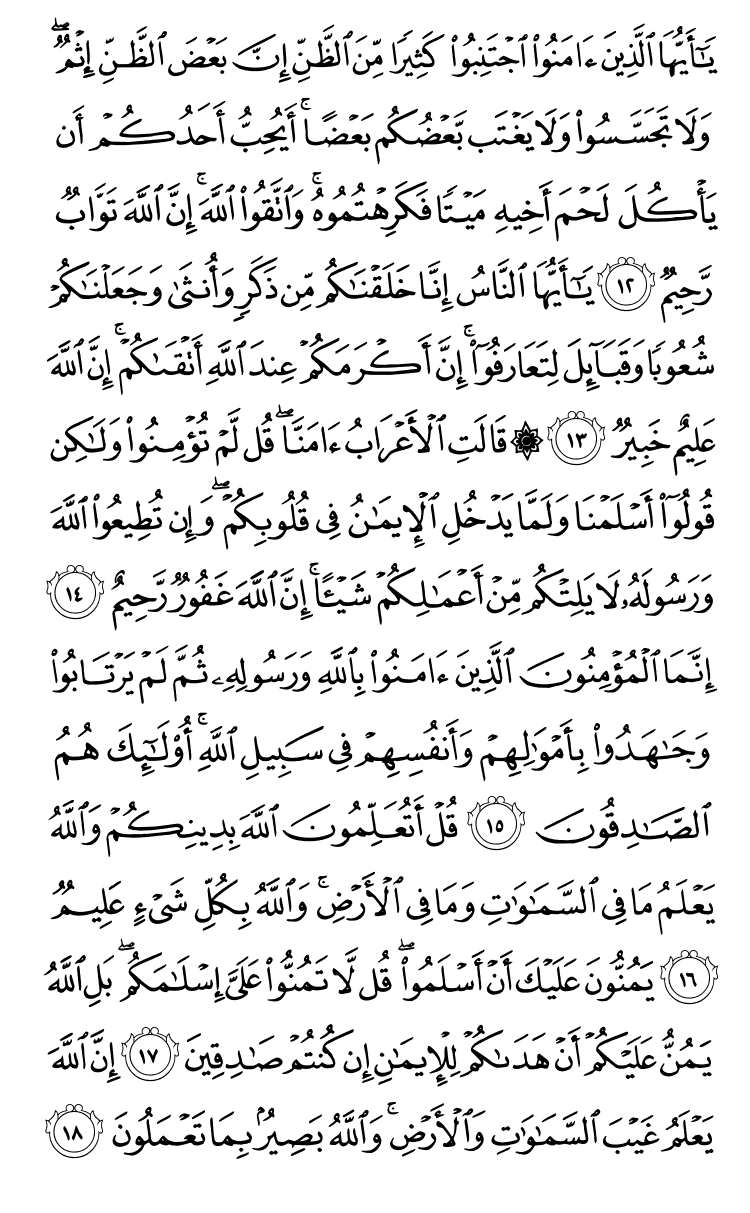 يَـٰٓأَيُّهَا ٱلَّذِينَ ءَامَنُوا۟ ٱجْتَنِبُوا۟ كَثِيرًا مِّنَ ٱلظَّنِّ إِنَّ بَعْضَ ٱلظَّنِّ إِثْمٌ ۖ
وَلَا تَجَسَّسُوا۟ وَلَا يَغْتَب بَّعْضُكُم بَعْضًا ۚ أَيُحِبُّ أَحَدُكُمْ أَن
يَأْكُلَ لَحْمَ أَخِيهِ مَيْتًا فَكَرِهْتُمُوهُ ۚ وَٱتَّقُوا۟ ٱللَّهَ ۚ إِنَّ ٱللَّهَ تَوَّابٌ
رَّحِيمٌ ١٢ يَـٰٓأَيُّهَا ٱلنَّاسُ إِنَّا خَلَقْنَـٰكُم مِّن ذَكَرٍ وَأُنثَىٰ وَجَعَلْنَـٰكُمْ
شُعُوبًا وَقَبَآئِلَ لِتَعَارَفُوٓا۟ ۚ إِنَّ أَكْرَمَكُمْ عِندَ ٱللَّهِ أَتْقَىٰكُمْ ۚ إِنَّ ٱللَّهَ
عَلِيمٌ خَبِيرٌ ١٣ ۞ قَالَتِ ٱلْأَعْرَابُ ءَامَنَّا ۖ قُل لَّمْ تُؤْمِنُوا۟ وَلَـٰكِن
قُولُوٓا۟ أَسْلَمْنَا وَلَمَّا يَدْخُلِ ٱلْإِيمَـٰنُ فِى قُلُوبِكُمْ ۖ وَإِن تُطِيعُوا۟ ٱللَّهَ
وَرَسُولَهُۥ لَا يَلِتْكُم مِّنْ أَعْمَـٰلِكُمْ شَيْـًٔا ۚ إِنَّ ٱللَّهَ غَفُورٌ رَّحِيمٌ ١٤
إِنَّمَا ٱلْمُؤْمِنُونَ ٱلَّذِينَ ءَامَنُوا۟ بِٱللَّهِ وَرَسُولِهِۦ ثُمَّ لَمْ يَرْتَابُوا۟
وَجَـٰهَدُوا۟ بِأَمْوَٰلِهِمْ وَأَنفُسِهِمْ فِى سَبِيلِ ٱللَّهِ ۚ أُو۟لَـٰٓئِكَ هُمُ
ٱلصَّـٰدِقُونَ ١٥ قُلْ أَتُعَلِّمُونَ ٱللَّهَ بِدِينِكُمْ وَٱللَّهُ
يَعْلَمُ مَا فِى ٱلسَّمَـٰوَٰتِ وَمَا فِى ٱلْأَرْضِ ۚ وَٱللَّهُ بِكُلِّ شَىْءٍ عَلِيمٌ
١٦ يَمُنُّونَ عَلَيْكَ أَنْ أَسْلَمُوا۟ ۖ قُل لَّا تَمُنُّوا۟ عَلَىَّ إِسْلَـٰمَكُم ۖ بَلِ ٱللَّهُ
يَمُنُّ عَلَيْكُمْ أَنْ هَدَىٰكُمْ لِلْإِيمَـٰنِ إِن كُنتُمْ صَـٰدِقِينَ ١٧ إِنَّ ٱللَّهَ
يَعْلَمُ غَيْبَ ٱلسَّمَـٰوَٰتِ وَٱلْأَرْضِ ۚ وَٱللَّهُ بَصِيرٌۢ بِمَا تَعْمَلُونَ ١٨